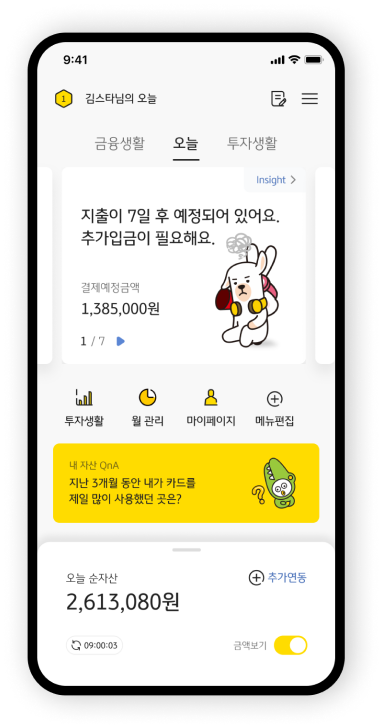 9:41
1 김스타님의 오늘
금융생활 오늘 투자생활
Insight >
지출이 7일 후 예정되어 있어요.
추가입금이 필요해요.
결제예정금액
1,385,000원
1 / 7
투자생활 월 관리 마이페이지 메뉴편집
내 자산 QnA
지난 3개월 동안 내가 카드를
제일 많이 사용했던 곳은?
오늘 순자산 추가연동
2,613,080원
09:00:03 금액보기